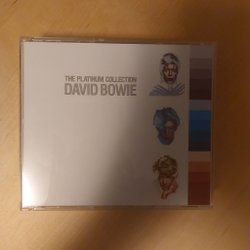 THE PLATINUM COLLECTION
DAVID BOWIE